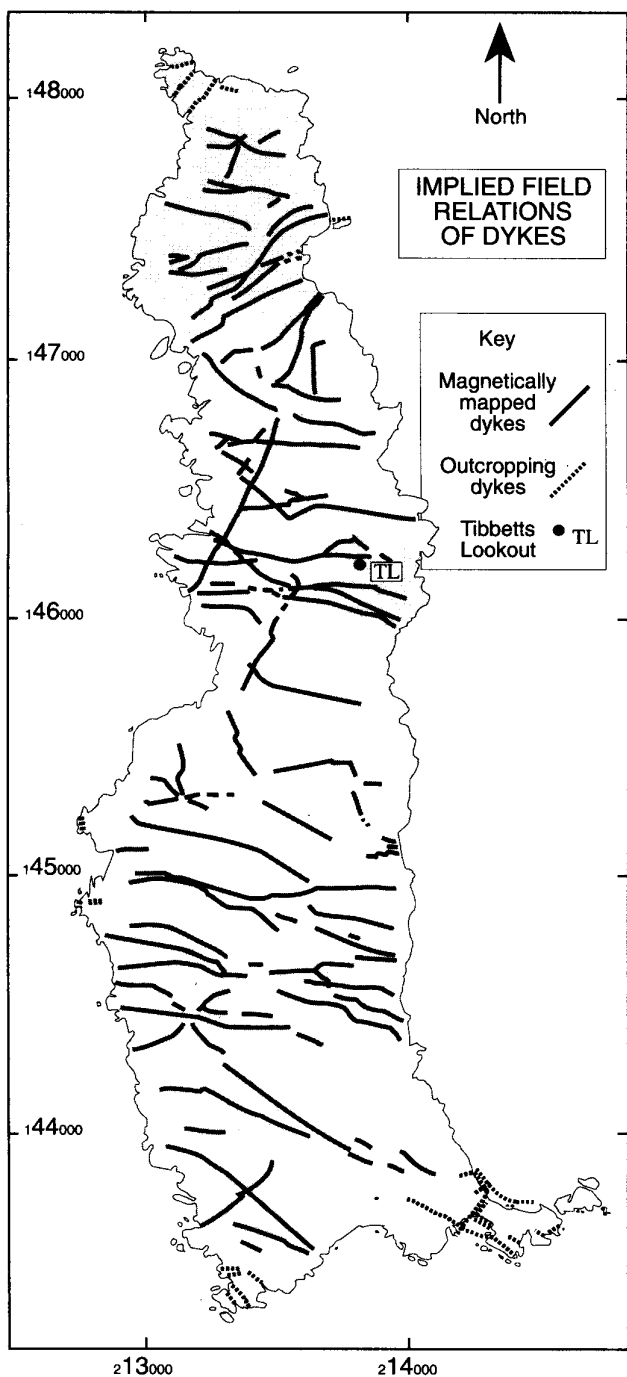 148000
North
IMPLIED FIELD
RELATIONS
OF DYKES
147000
Key
Magnetically
mapped
dykes
Outcropping
dykes
Tibbetts
Lookout
TL
TL
146000
145000
144000
213000
214000